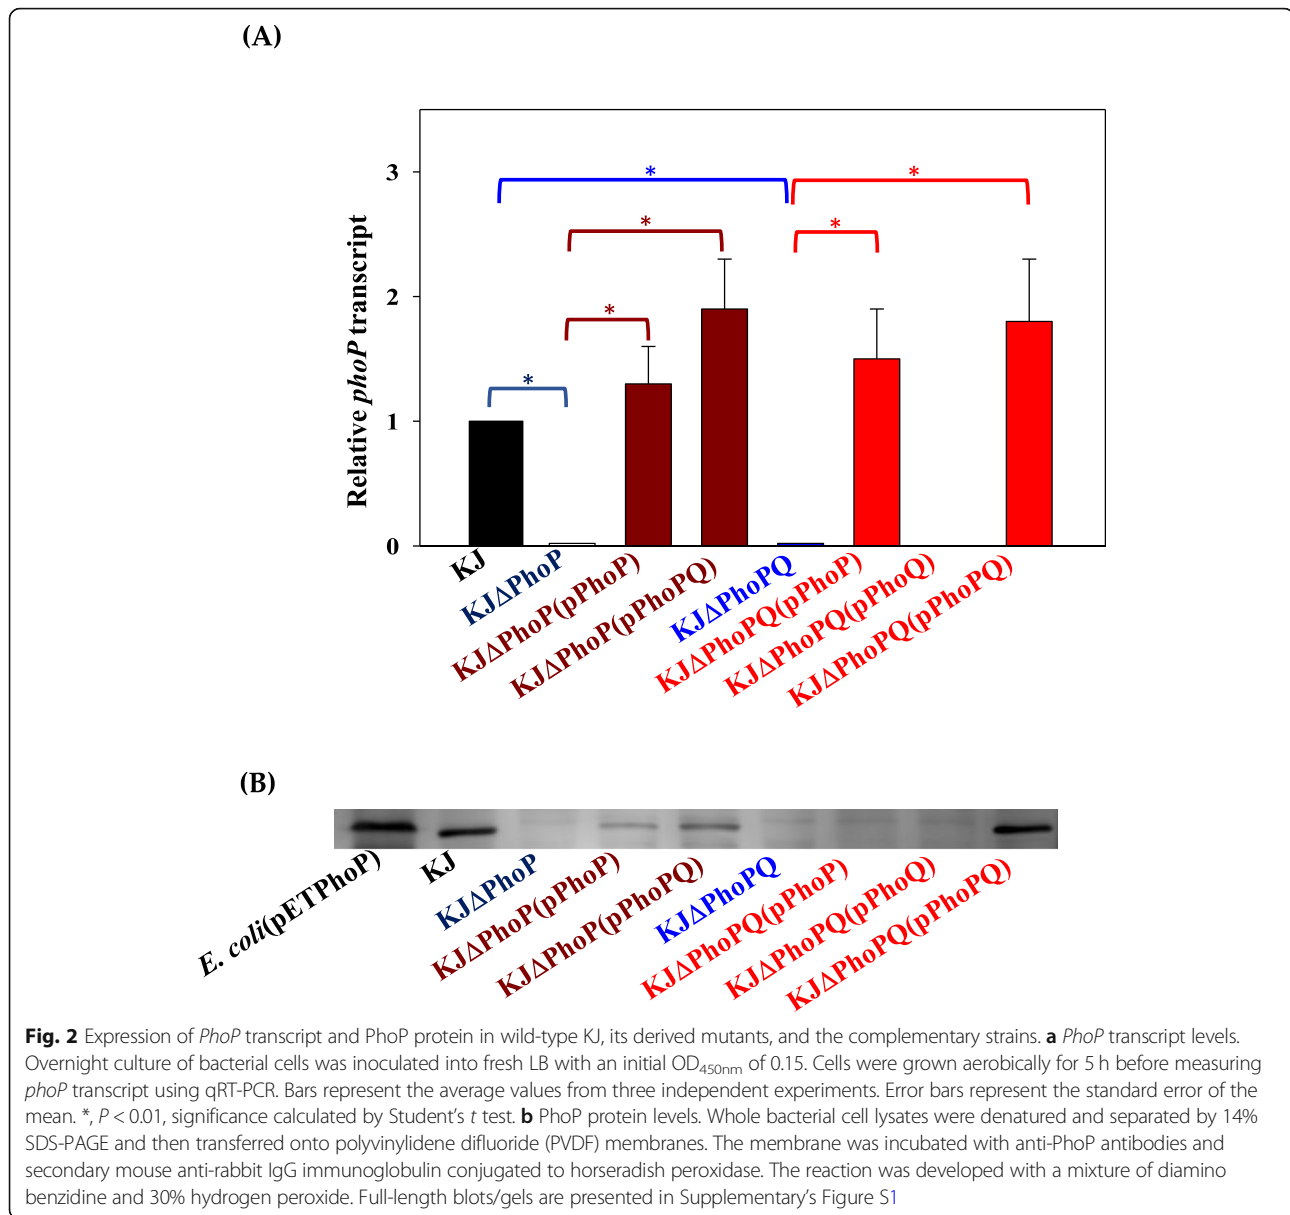 (A)
Relative phoP transcript
3
2
1
0
*
*
*
*
*
*
KJ
KJΔPhoP
KJΔPhoP(pPhoP)
KJΔPhoP(pPhoPQ)
KJΔPhoPQ
KJΔPhoPQ(pPhoP)
KJΔPhoPQ(pPhoQ)
KJΔPhoPQ(pPhoPQ)
(B)
E. coli(pETPhoP)
KJ
KJΔPhoP
KJΔPhoP(pPhoP)
KJΔPhoP(pPhoPQ)
KJΔPhoPQ
KJΔPhoPQ(pPhoP)
KJΔPhoPQ(pPhoQ)
KJΔPhoPQ(pPhoPQ)
Fig. 2 Expression of PhoP transcript and PhoP protein in wild-type KJ, its derived mutants, and the complementary strains. a PhoP transcript levels.
Overnight culture of bacterial cells was inoculated into fresh LB with an initial OD450nm of 0.15. Cells were grown aerobically for 5 h before measuring
phoP transcript using qRT-PCR. Bars represent the average values from three independent experiments. Error bars represent the standard error of the
mean. *, P < 0.01, significance calculated by Student's t test. b PhoP protein levels. Whole bacterial cell lysates were denatured and separated by 14%
SDS-PAGE and then transferred onto polyvinylidene difluoride (PVDF) membranes. The membrane was incubated with anti-PhoP antibodies and
secondary mouse anti-rabbit IgG immunoglobulin conjugated to horseradish peroxidase. The reaction was developed with a mixture of diamino
benzidine and 30% hydrogen peroxide. Full-length blots/gels are presented in Supplementary's Figure S1